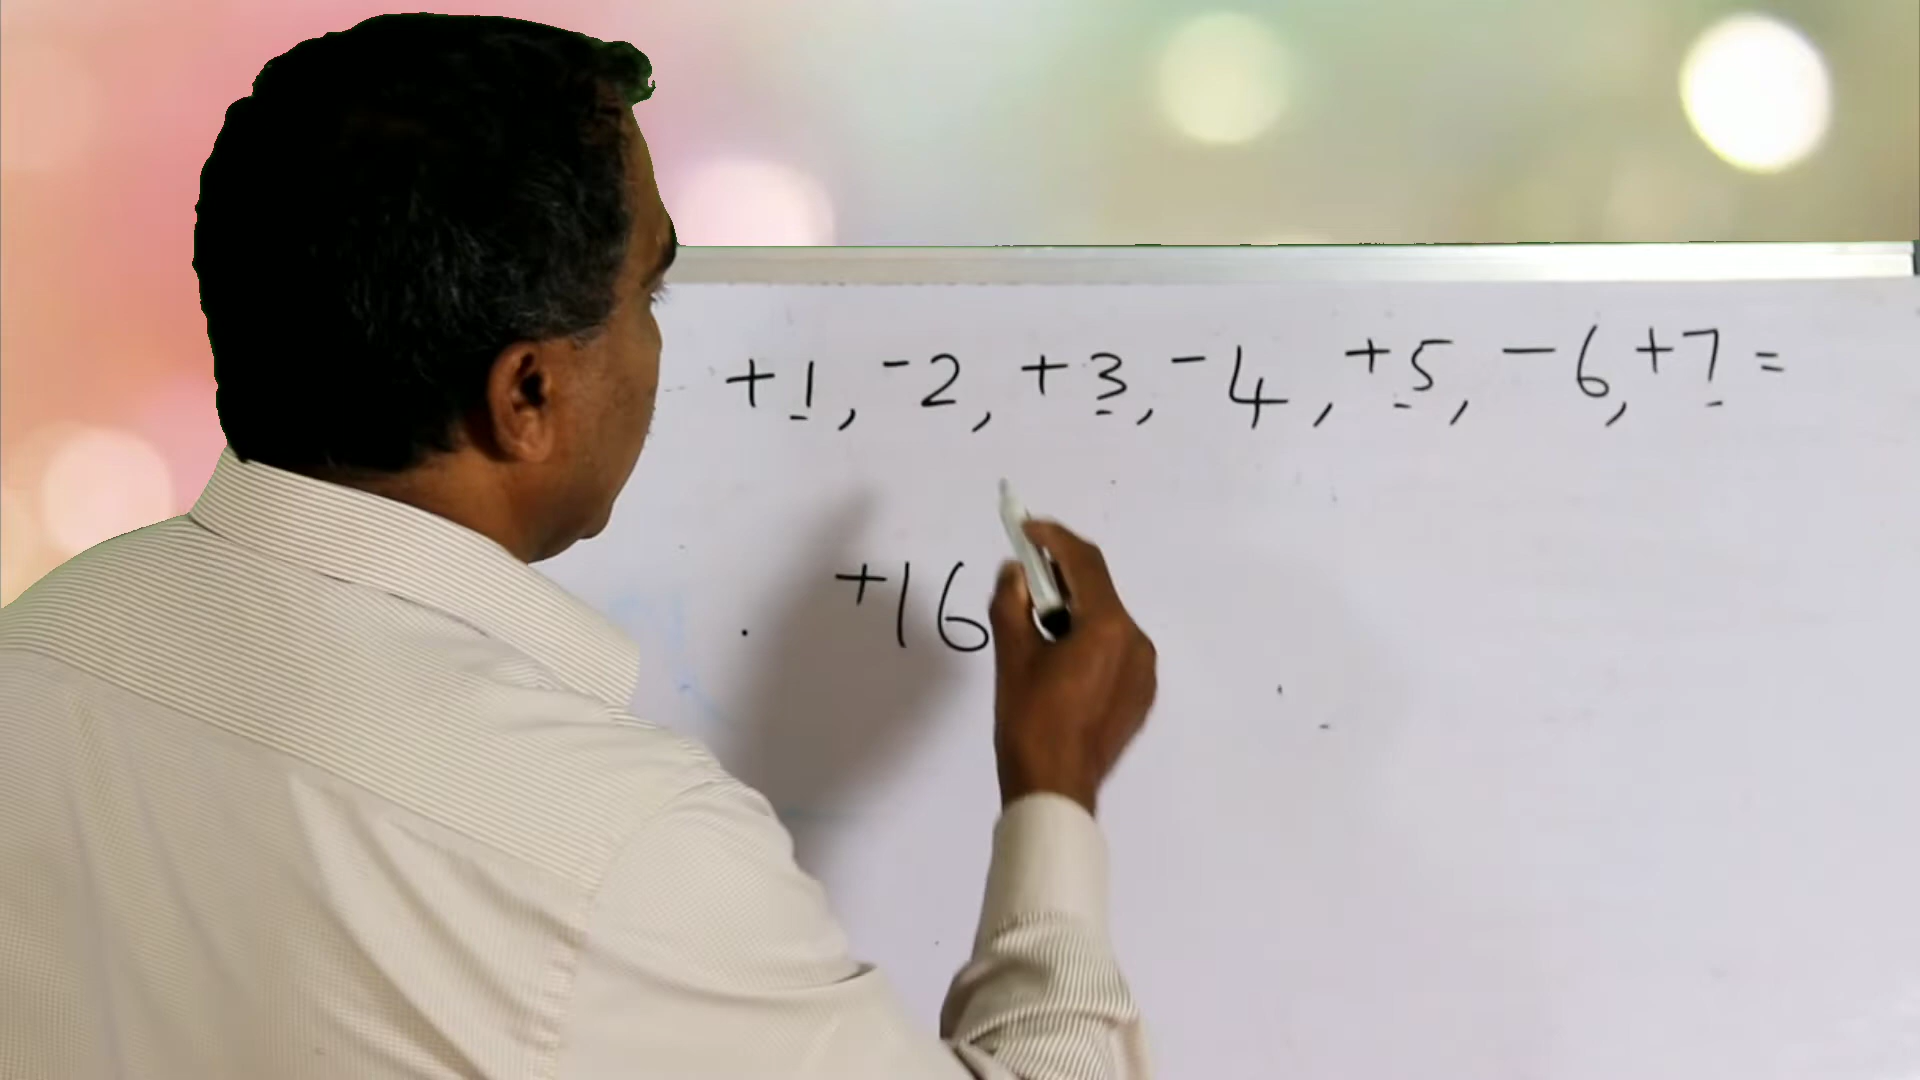 +1, -2, +3, -4, +5, -6, +7 =
+16